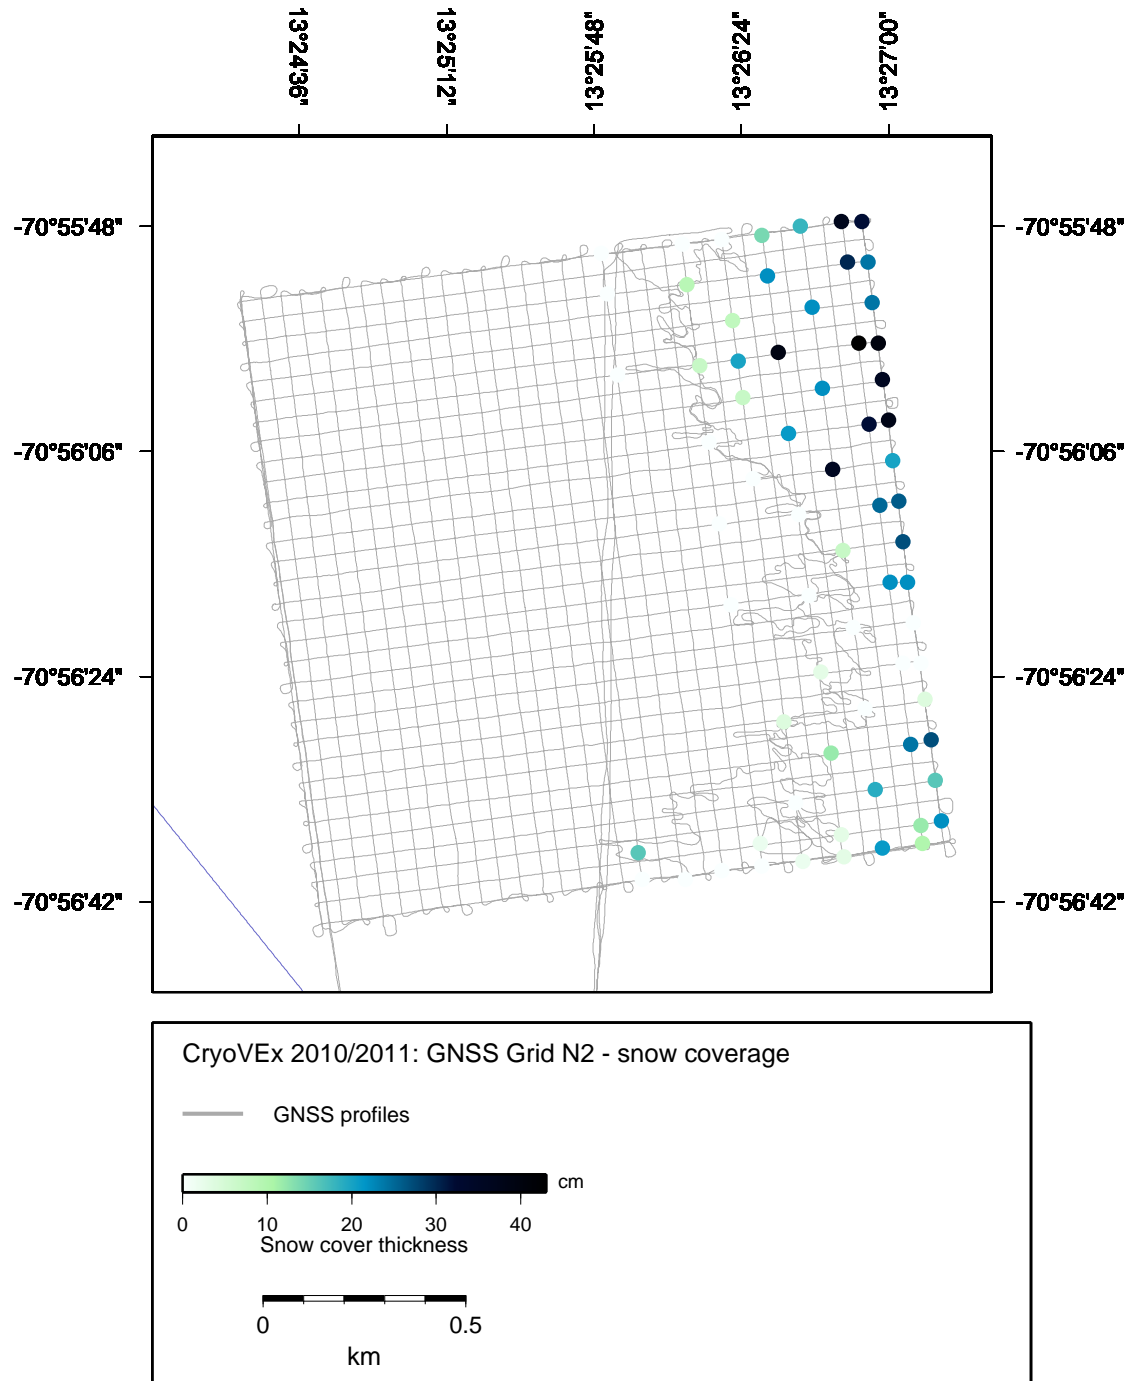 13°24'36" 13°25'12" 13°25'48" 13°26'24" 13°27'00"
-70°55'48" -70°55'48"
-70°56'06" -70°56'06"
-70°56'24" -70°56'24"
-70°56'42" -70°56'42"
CryoVEx 2010/2011: GNSS Grid N2 - snow coverage
GNSS profiles
cm
0 10 20 30 40
Snow cover thickness
0 0.5
km